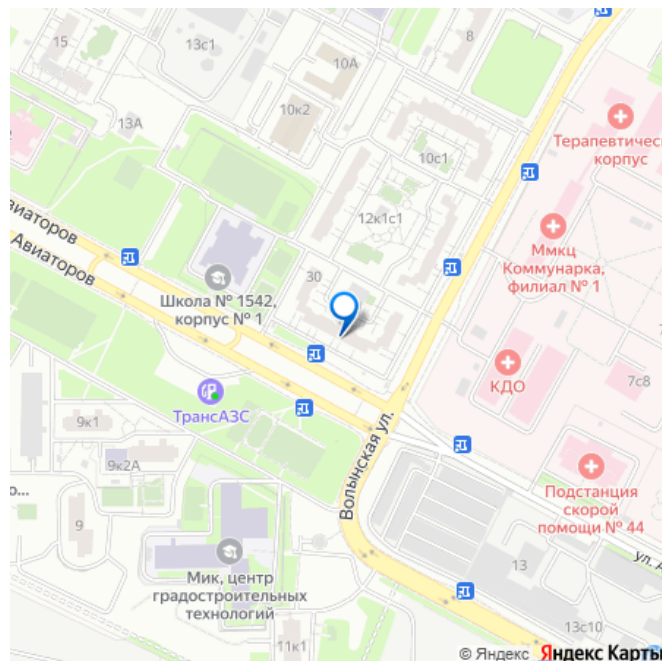 15
13с1
10А
8
10к2
13А
10с1
Терапевтическ
корпус
12к1с1
виаторов
Авиаторов
30
Ммкц
Коммунарка,
филиал № 1
Школа № 1542,
корпус № 1
КДО
7с8
ТрансАЗС
9к1
9к2А
о...
9
Волынская ул.
Подстанция
скорой
помощи № 44
ул. А
Мик, центр
градостроительных
технологий
13
11к1
13с10
© Яндекс Яндекс Карты